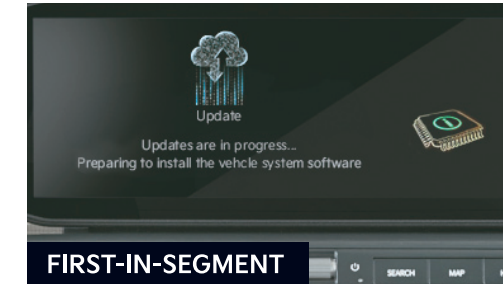 Update
Updates are in progress...
Preparing to install the vehcle system software
FIRST-IN-SEGMENT
SEARCH
MAP